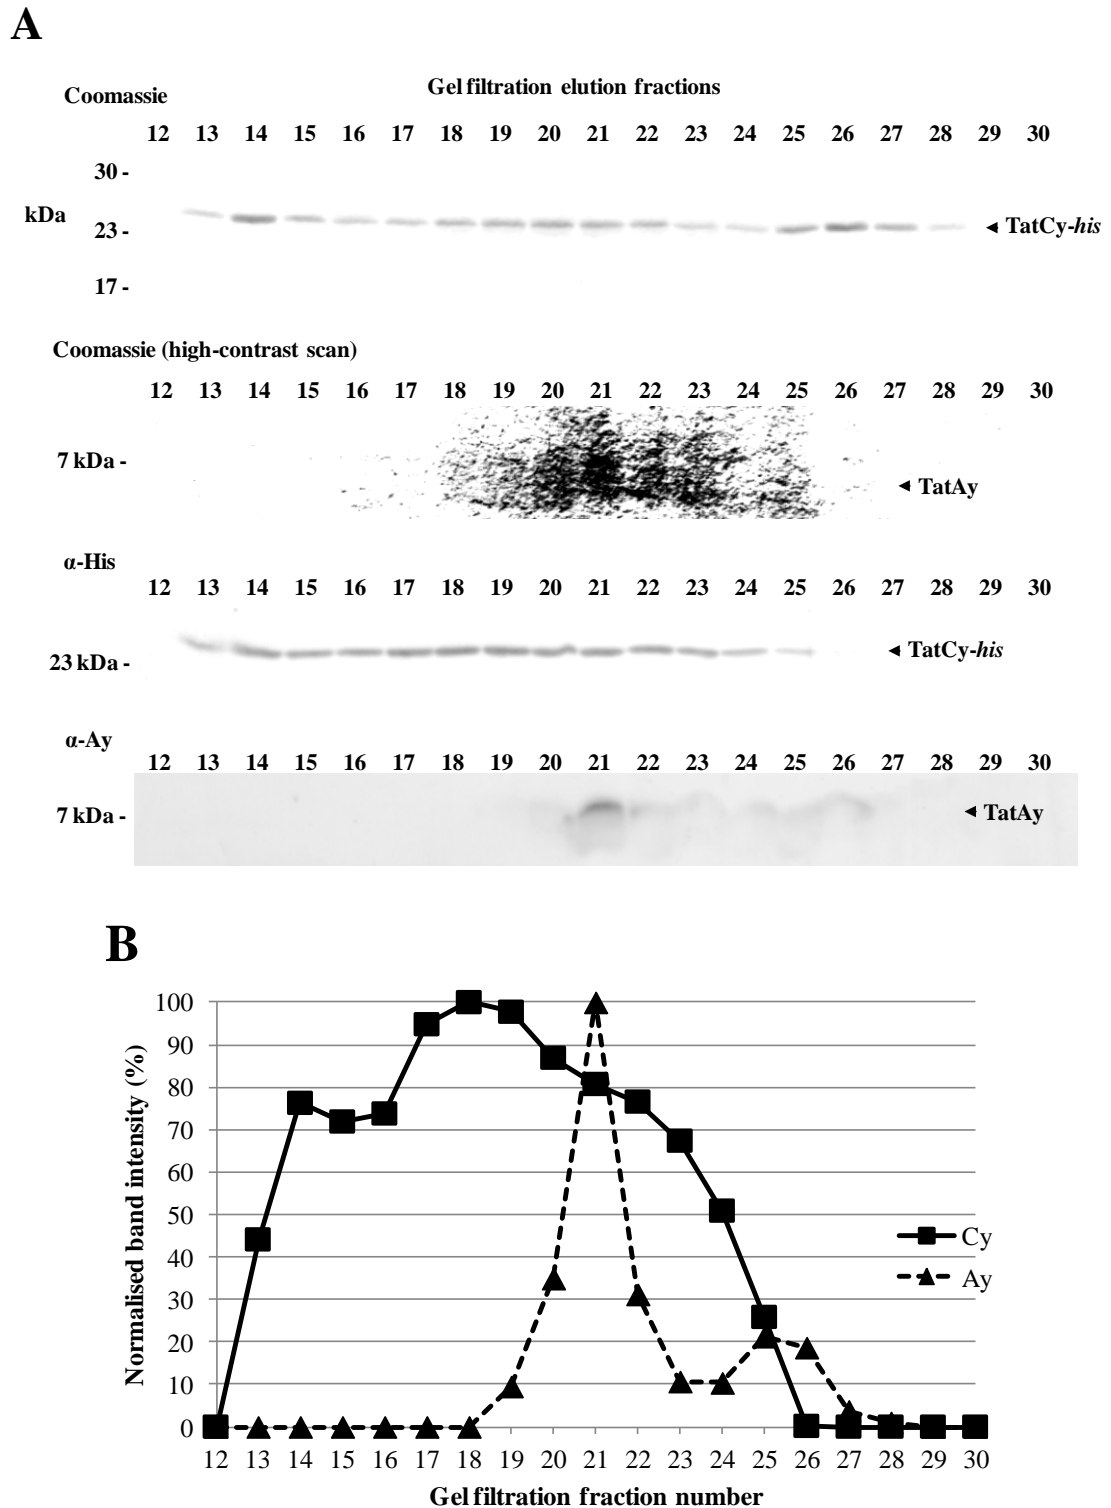 A
Coomassie
Gel filtration elution fractions
12 13 14 15 16 17 18 19 20 21 22 23 24 25 26 27 28 29 30
30 -
kDa
23 -
TatCy-his
17 -
Coomassie (high-contrast scan)
12 13 14 15 16 17 18 19 20 21 22 23 24 25 26 27 28 29 30
7 kDa -
TatAy
α-His
12 13 14 15 16 17 18 19 20 21 22 23 24 25 26 27 28 29 30
23 kDa -
TatCy-his
α-Ay
12 13 14 15 16 17 18 19 20 21 22 23 24 25 26 27 28 29 30
7 kDa -
TatAy
B
Normalised band intensity (%)
100
90
80
70
60
50
40
30
20
10
0
Cy
Ay
12 13 14 15 16 17 18 19 20 21 22 23 24 25 26 27 28 29 30
Gel filtration fraction number